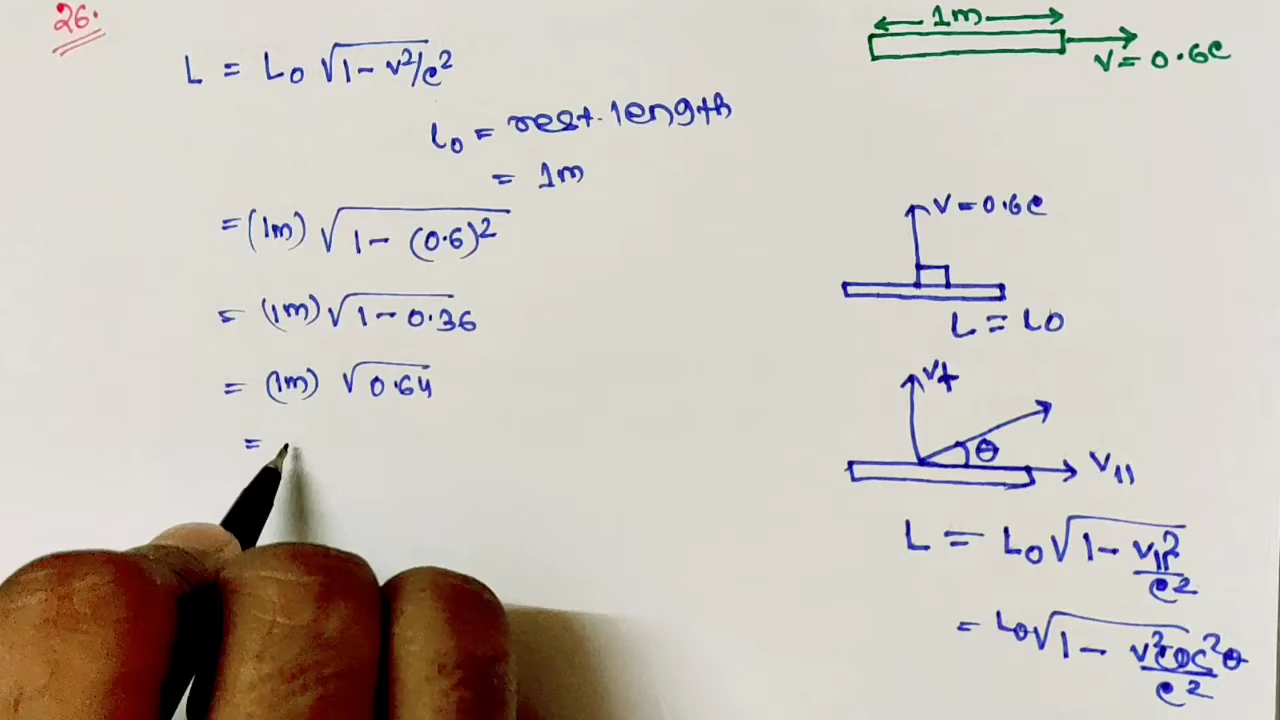 26.
L = L₀ √1 - v²/c²
l₀ = rest length
= 1m
= (1m) √1 - (0.6)²
= (1m) √1 - 0.36
= (1m) √0.64
=
1m
V = 0.6c
V = 0.6c
L = L₀
V⊥
θ
V||
L = L₀ √1 - v||²/c²
= L₀ √1 - v²cos²θ/c²